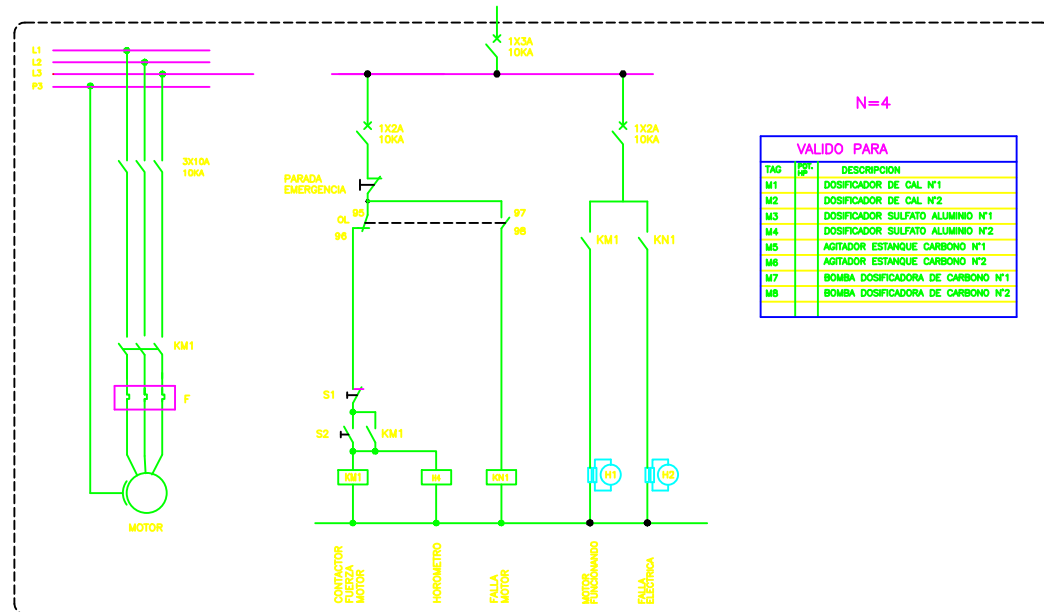 L1
L2
L3
P3
3X10A
10KA
KM1
F
MOTOR
1X3A
10KA
1X2A
10KA
1X2A
10KA
PARADA
EMERGENCIA
95
OL
96
97
98
KM1
KN1
S1
S2
KM1
KM1
KN1
H1
H2
CONTACTOR
FUERZA
MOTOR
HOROMETRO
FALLA
MOTOR
MOTOR
FUNCIONANDO
FALLA
ELECTRICA
N=4
VALIDO PARA
TAG POT. HP DESCRIPCION
M1 DOSIFICADOR DE CAL N°1
M2 DOSIFICADOR DE CAL N°2
M3 DOSIFICADOR SULFATO ALUMINIO N°1
M4 DOSIFICADOR SULFATO ALUMINIO N°2
M5 AGITADOR ESTANQUE CARBONO N°1
M6 AGITADOR ESTANQUE CARBONO N°2
M7 BOMBA DOSIFICADORA DE CARBONO N°1
M8 BOMBA DOSIFICADORA DE CARBONO N°2